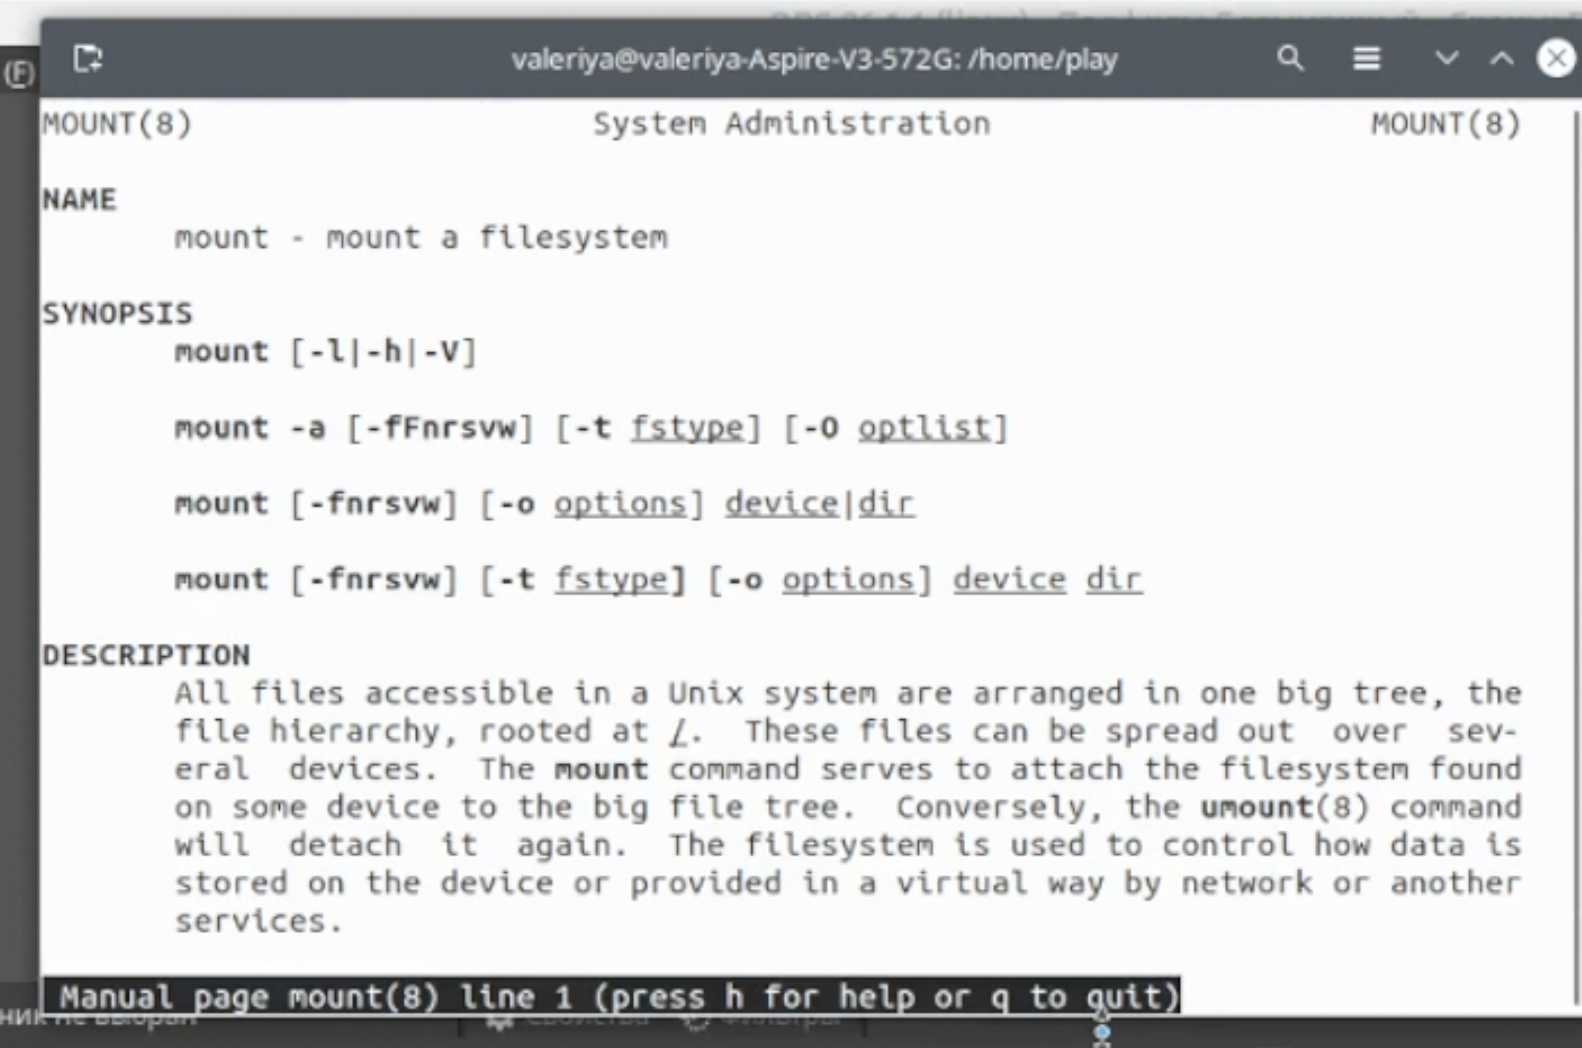 (F)
valeriya@valeriya-Aspire-V3-572G: /home/play
MOUNT(8) System Administration MOUNT(8)
NAME
mount - mount a filesystem
SYNOPSIS
mount [-l|-h|-V]
mount -a [-fFnrsvw] [-t fstype] [-O optlist]
mount [-fnrsvw] [-o options] device|dir
mount [-fnrsvw] [-t fstype] [-o options] device dir
DESCRIPTION
All files accessible in a Unix system are arranged in one big tree, the
file hierarchy, rooted at /. These files can be spread out over sev-
eral devices. The mount command serves to attach the filesystem found
on some device to the big file tree. Conversely, the umount(8) command
will detach it again. The filesystem is used to control how data is
stored on the device or provided in a virtual way by network or another
services.
Manual page mount(8) line 1 (press h for help or q to quit)
не выбран Свойства Фильтры